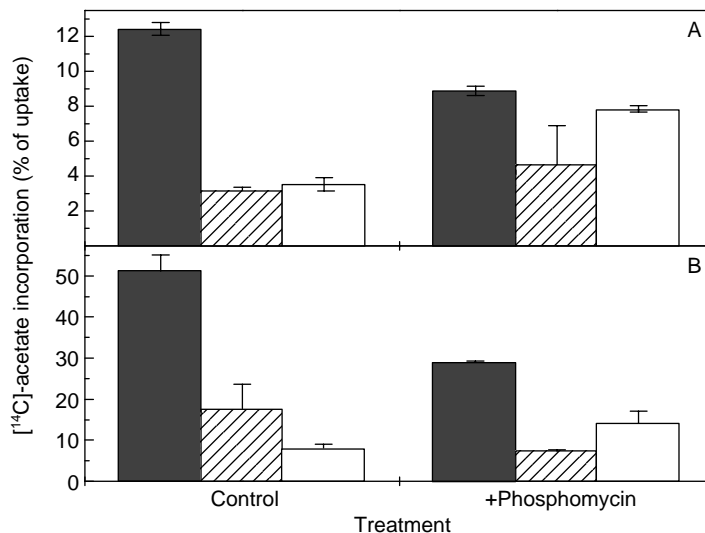 A
12
10
8
6
4
2
B
50
40
30
20
10
0
[¹⁴C]-acetate incorporation (% of uptake)
Control
+Phosphomycin
Treatment